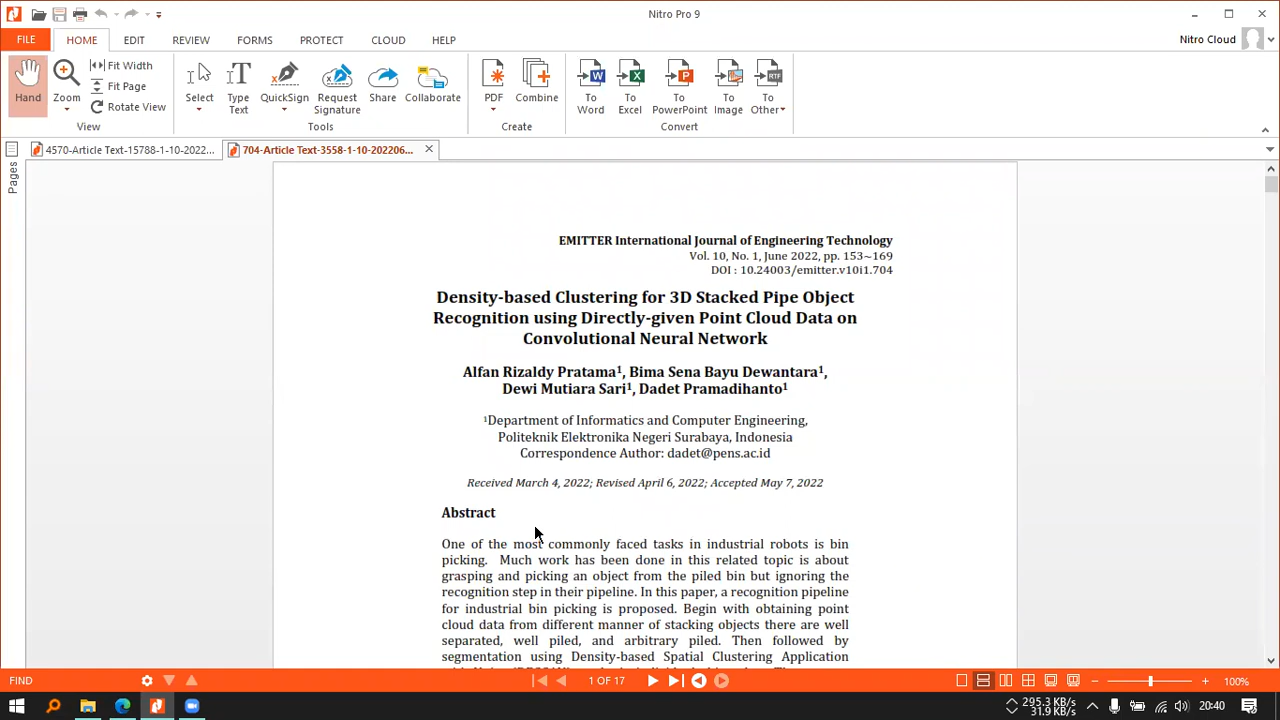 Nitro Pro 9
FILE HOME EDIT REVIEW FORMS PROTECT CLOUD HELP Nitro Cloud
Hand
Zoom
Fit Width
Fit Page
Rotate View
View
Select
Type Text
QuickSign
Request Signature
Share
Collaborate
Tools
PDF
Combine
Create
To Word
To Excel
To PowerPoint
To Image
To Other
Convert
4570-Article Text-15788-1-10-2022...
704-Article Text-3558-1-10-202206...
Pages
EMITTER International Journal of Engineering Technology
Vol. 10, No. 1, June 2022, pp. 153~169
DOI : 10.24003/emitter.v10i1.704
Density-based Clustering for 3D Stacked Pipe Object
Recognition using Directly-given Point Cloud Data on
Convolutional Neural Network
Alfan Rizaldy Pratama¹, Bima Sena Bayu Dewantara¹,
Dewi Mutiara Sari¹, Dadet Pramadihanto¹
¹Department of Informatics and Computer Engineering,
Politeknik Elektronika Negeri Surabaya, Indonesia
Correspondence Author: dadet@pens.ac.id
Received March 4, 2022; Revised April 6, 2022; Accepted May 7, 2022
Abstract
One of the most commonly faced tasks in industrial robots is bin
picking. Much work has been done in this related topic is about
grasping and picking an object from the piled bin but ignoring the
recognition step in their pipeline. In this paper, a recognition pipeline
for industrial bin picking is proposed. Begin with obtaining point
cloud data from different manner of stacking objects there are well
separated, well piled, and arbitrary piled. Then followed by
segmentation using Density-based Spatial Clustering Application
FIND
1 OF 17
100%
295.3 KB/s
31.9 KB/s
20:40